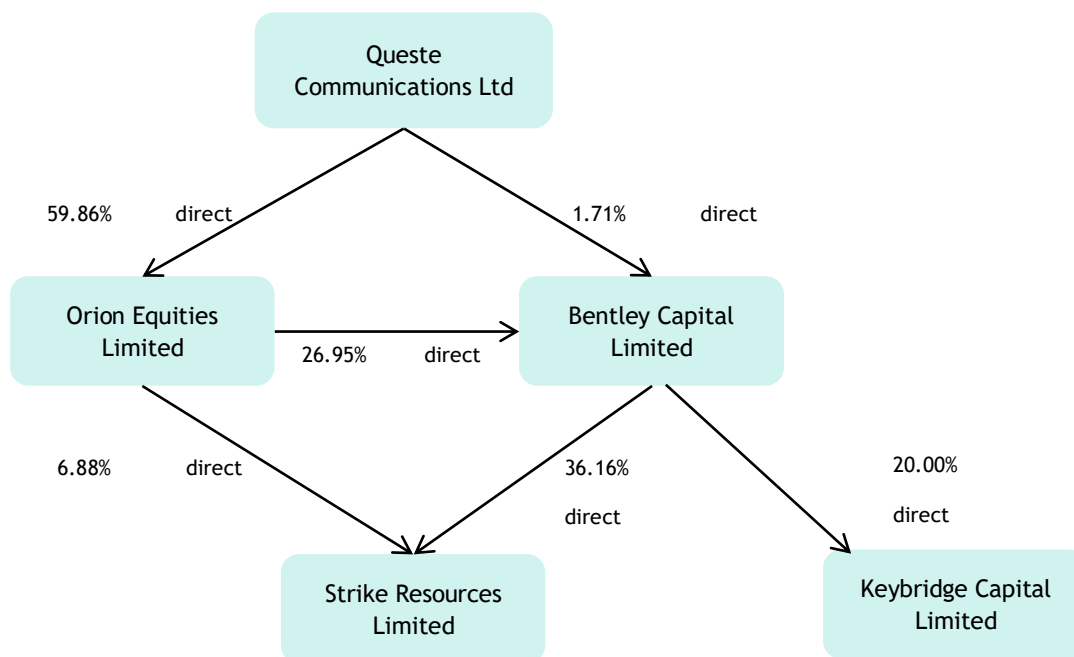 Queste
Communications Ltd
59.86% direct
1.71% direct
Orion Equities
Limited
Bentley Capital
Limited
26.95% direct
6.88% direct
36.16%
direct
20.00%
direct
Strike Resources
Limited
Keybridge Capital
Limited